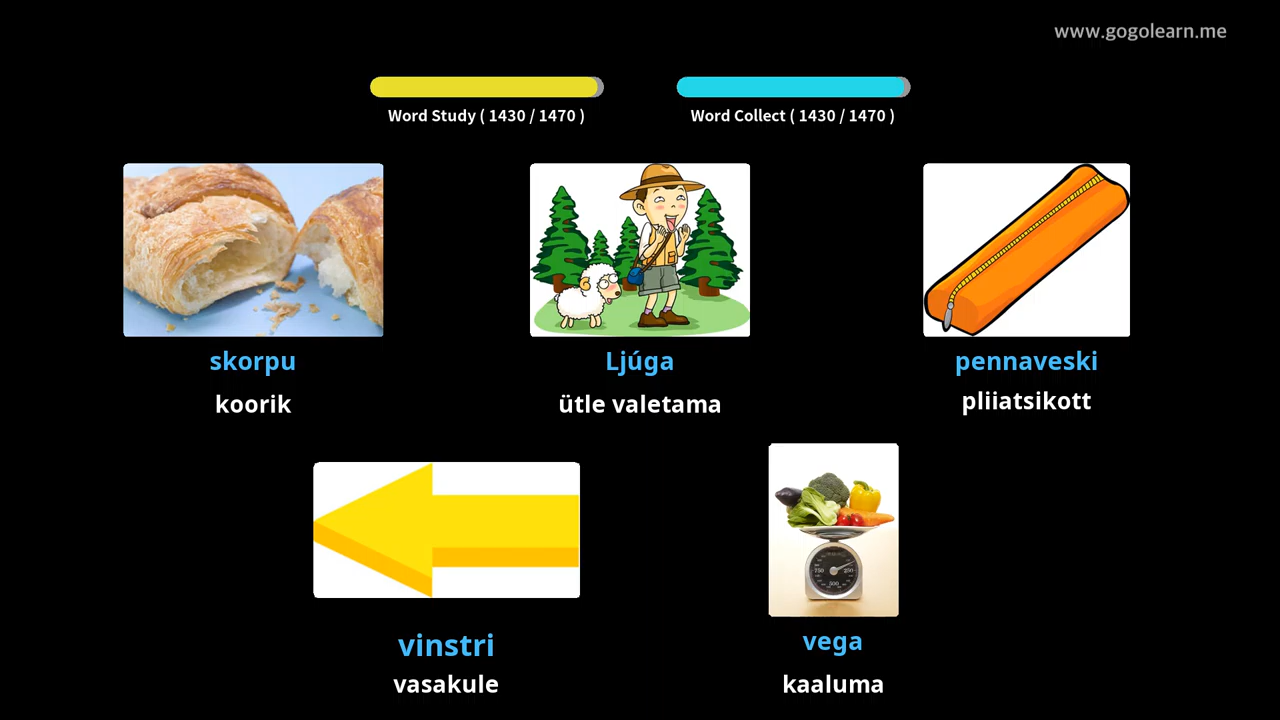 www.gogolearn.me
Word Study ( 1430 / 1470 )
Word Collect ( 1430 / 1470 )
skorpu
Ljúga
pennaveski
koorik
ütle valetama
pliiatsikott
vinstri
vega
vasakule
kaaluma